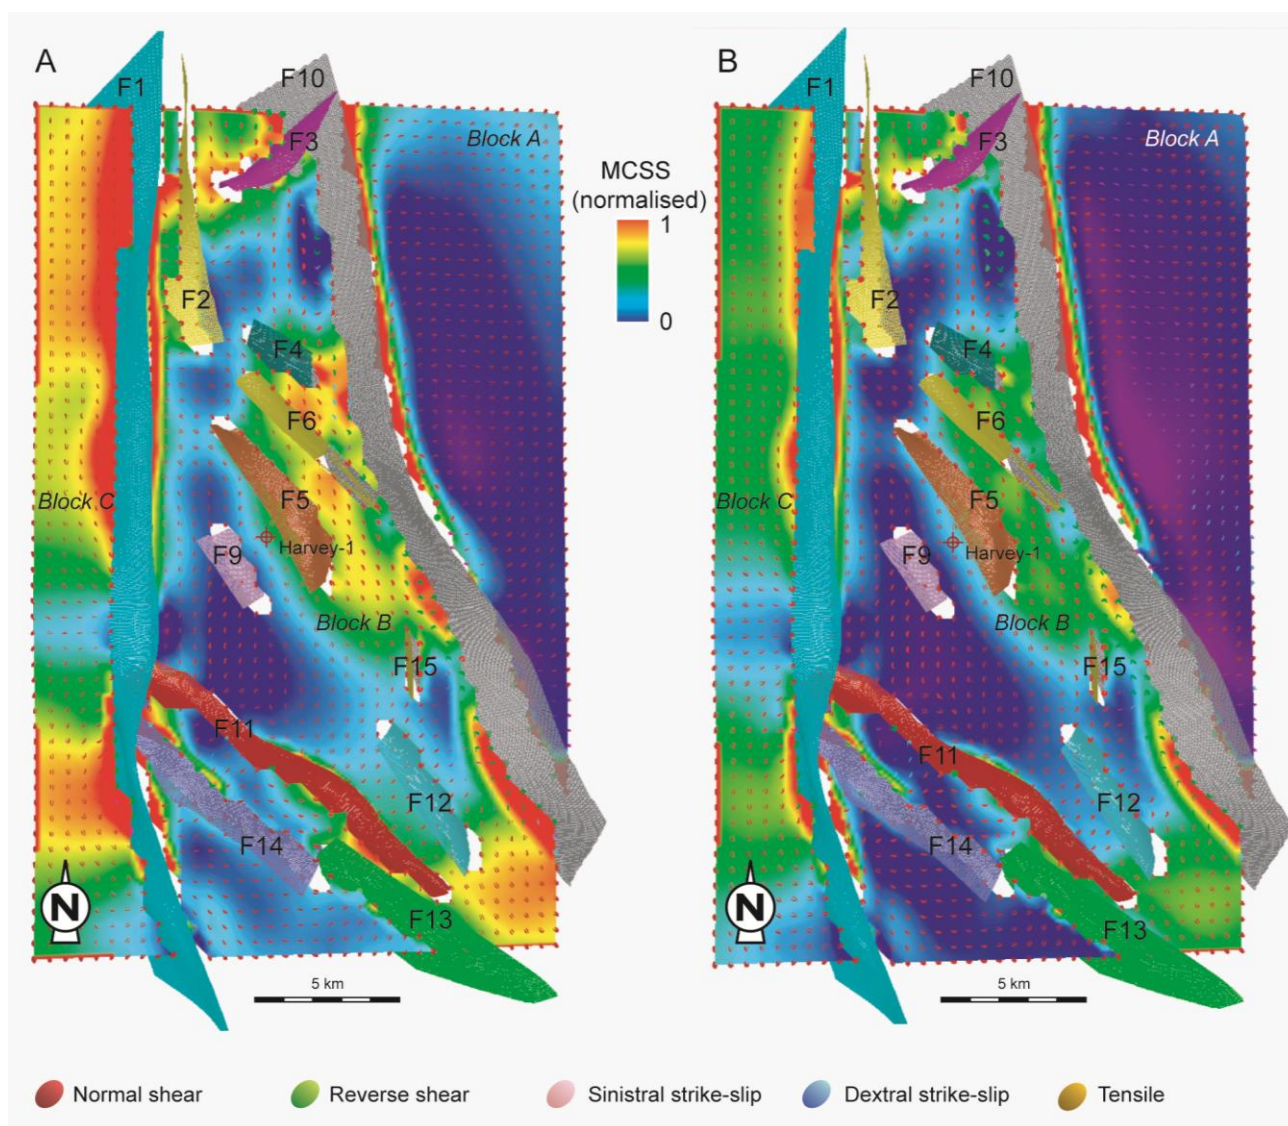 A
F1
F10
Block A
F3
F2
F4
F6
Block C
F5
F9
Harvey-1
Block B
F15
F11
F12
F14
F13
N
5 km
MCSS
(normalised)
1
0
B
F1
F10
Block A
F3
F2
F4
F6
Block C
F5
F9
Harvey-1
Block B
F15
F11
F12
F14
F13
N
5 km
Normal shear
Reverse shear
Sinistral strike-slip
Dextral strike-slip
Tensile